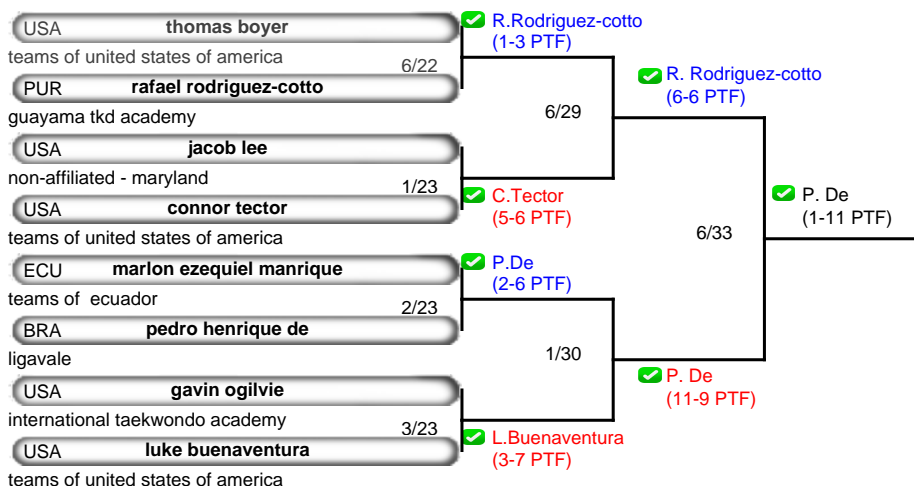 USA thomas boyer
teams of united states of america
6/22
PUR rafael rodriguez-cotto
guayama tkd academy
USA jacob lee
non-affiliated - maryland
1/23
USA connor tector
teams of united states of america
ECU marlon ezequiel manrique
teams of  ecuador
2/23
BRA pedro henrique de
ligavale
USA gavin ogilvie
international taekwondo academy
3/23
USA luke buenaventura
teams of united states of america
R.Rodriguez-cotto
(1-3 PTF)
6/29
C.Tector
(5-6 PTF)
P.De
(2-6 PTF)
1/30
L.Buenaventura
(3-7 PTF)
R. Rodriguez-cotto
(6-6 PTF)
6/33
P. De
(11-9 PTF)
P. De
(1-11 PTF)